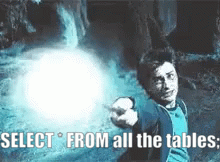 SELECT * FROM all the tables: